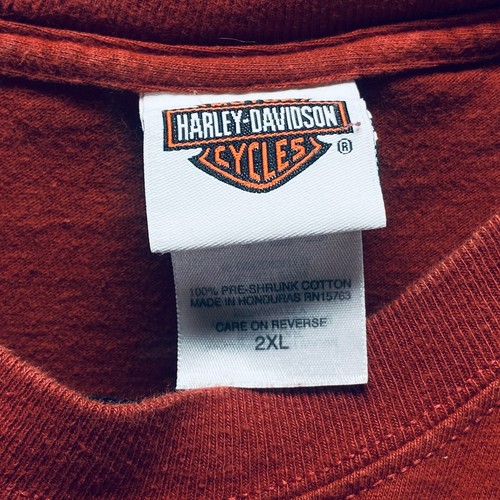 HARLEY-DAVIDSON
CYCLES
®
100% PRE-SHRUNK COTTON
MADE IN HONDURAS RN15763
CARE ON REVERSE
2XL